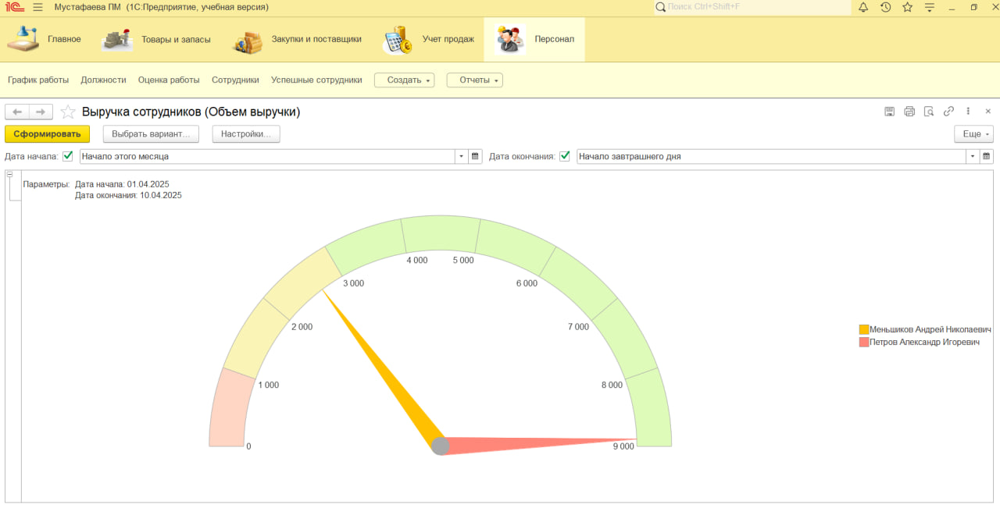 1С Мустафаева ПМ (1С:Предприятие, учебная версия) Поиск Ctrl+Shift+F
Главное Товары и запасы Закупки и поставщики Учет продаж Персонал
График работы Должности Оценка работы Сотрудники Успешные сотрудники Создать Отчеты
Выручка сотрудников (Объем выручки)
Сформировать Выбрать вариант... Настройки... Еще
Дата начала: Начало этого месяца Дата окончания: Начало завтрашнего дня
Параметры: Дата начала: 01.04.2025
Дата окончания: 10.04.2025
4 000 5 000
3 000 6 000
2 000 7 000
Меньшиков Андрей Николаевич
Петров Александр Игоревич
1 000 8 000
0 9 000